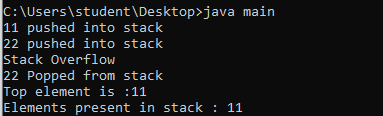 C:\Users\student\Desktop>java main
11 pushed into stack
22 pushed into stack
Stack Overflow
22 Popped from stack
Top element is :11
Elements present in stack : 11